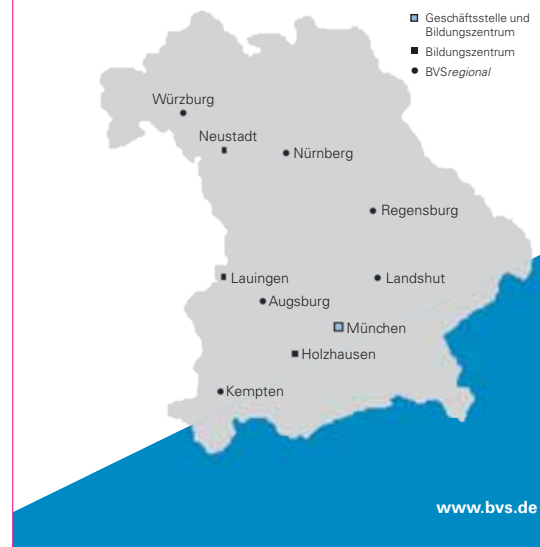 Geschäftsstelle und
Bildungszentrum
Bildungszentrum
BVSregional
Würzburg
Neustadt
Nürnberg
Regensburg
Lauingen
Landshut
Augsburg
München
Holzhausen
Kempten
www.bvs.de